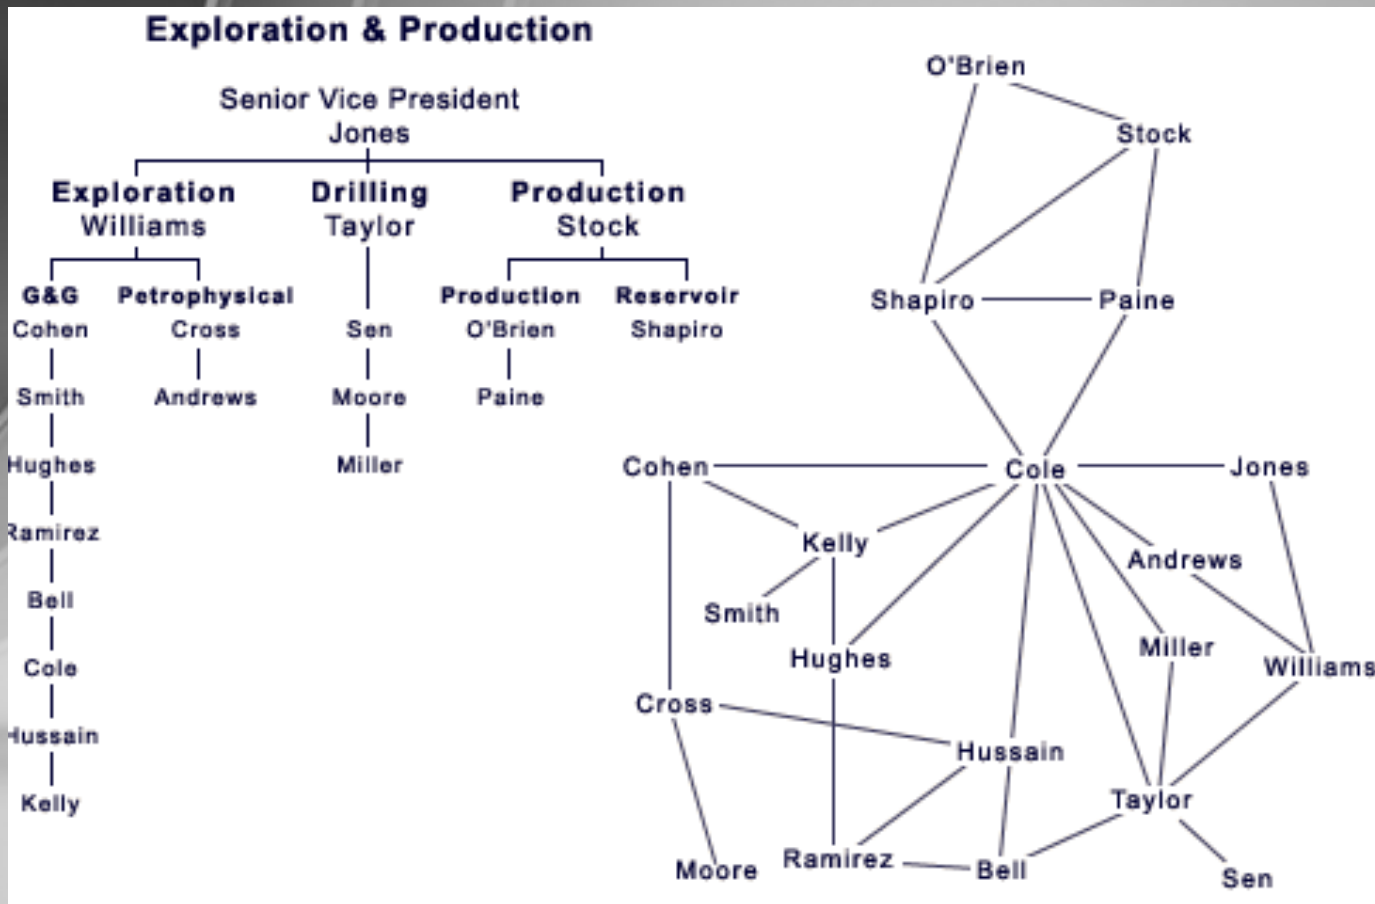 Exploration & Production
Senior Vice President
Jones
Exploration
Drilling
Production
Williams
Taylor
Stock
G&G
Petrophysical
Production
Reservoir
Cohen
Cross
Sen
O'Brien
Shapiro
Smith
Andrews
Moore
Paine
Hughes
Miller
Ramirez
Bell
Cole
Hussain
Kelly
O'Brien
Stock
Shapiro
Paine
Cohen
Cole
Jones
Kelly
Andrews
Smith
Hughes
Miller
Williams
Cross
Hussain
Taylor
Ramirez
Moore
Bell
Sen